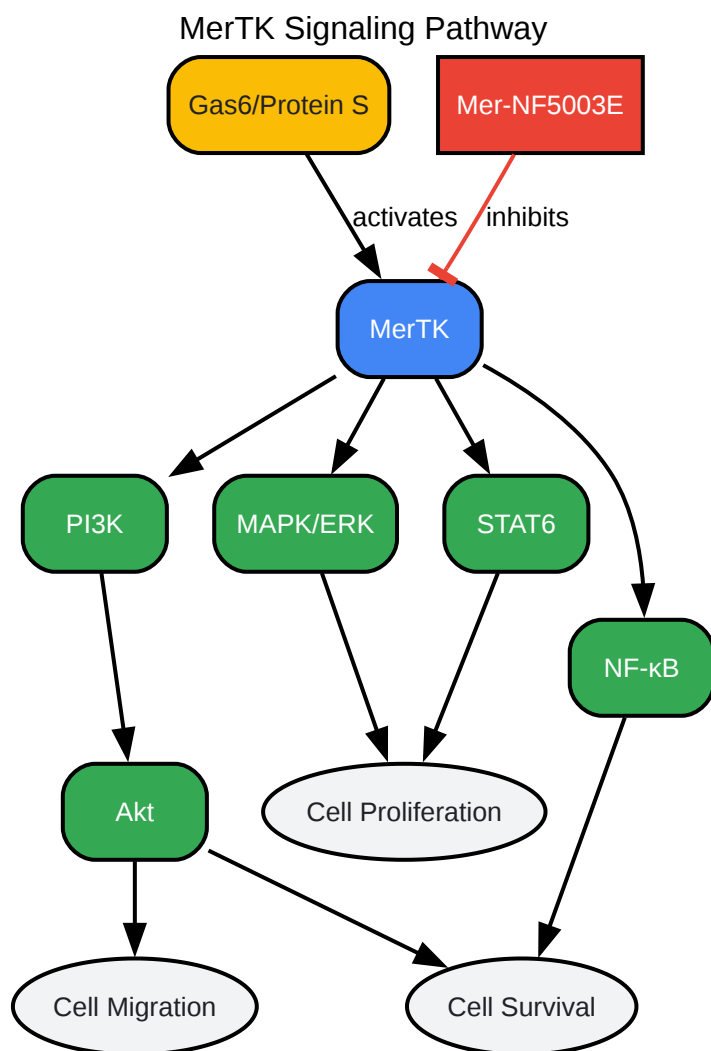 MerTK Signaling Pathway
Gas6/Protein S
Mer-NF5003E
activates
inhibits
MerTK
PI3K
MAPK/ERK
STAT6
NF-κB
Akt
Cell Proliferation
Cell Migration
Cell Survival